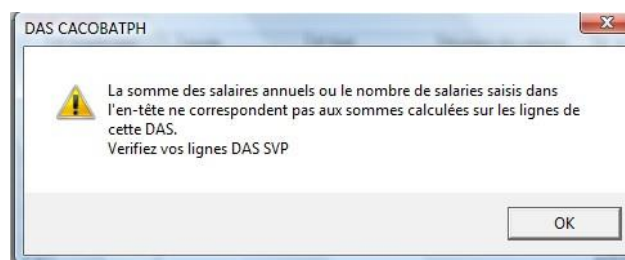 DAS CACOBATPH
La somme des salaires annuels ou le nombre de salaries saisis dans
l'en-tête ne correspondent pas aux sommes calculées sur les lignes de
cette DAS.
Verifiez vos lignes DAS SVP
OK